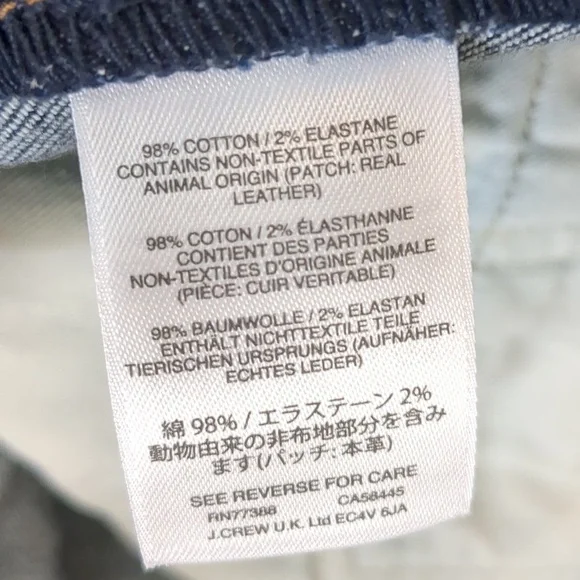 98% COTTON / 2% ELASTANE
CONTAINS NON-TEXTILE PARTS OF
ANIMAL ORIGIN (PATCH: REAL
LEATHER)
98% COTON / 2% ÉLASTHANNE
CONTIENT DES PARTIES
NON-TEXTILES D'ORIGINE ANIMALE
(PIÈCE: CUIR VERITABLE)
98% BAUMWOLLE / 2% ELASTAN
ENTHÄLT NICHTTEXTILE TEILE
TIERISCHEN URSPRUNGS (AUFNÄHER:
ECHTES LEDER)
綿 98% / エラステーン 2%
動物由来の非布地部分を含み
ます(パッチ: 本革)
SEE REVERSE FOR CARE
RN77388 CA58445
J.CREW U.K. Ltd EC4V 6JA